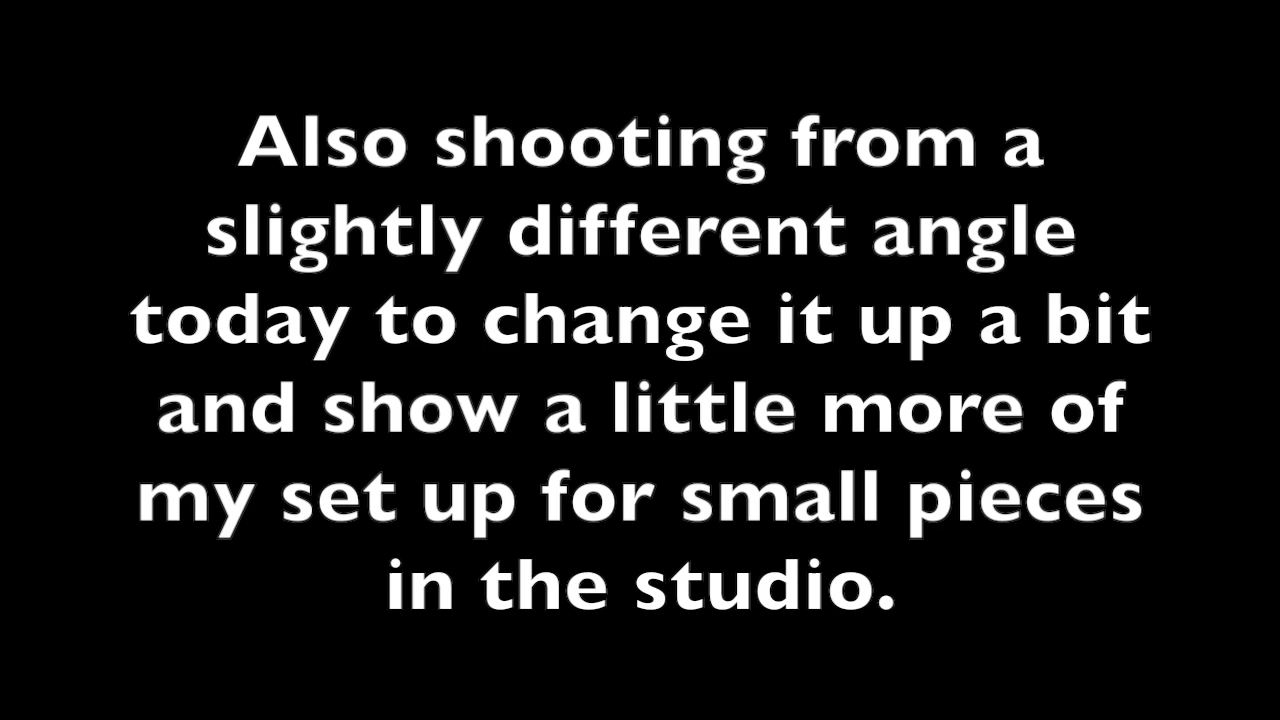 Also shooting from a
slightly different angle
today to change it up a bit
and show a little more of
my set up for small pieces
in the studio.